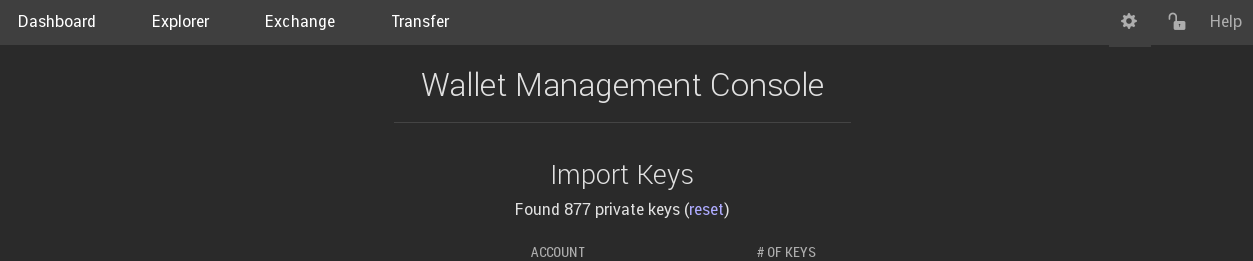 Dashboard Explorer Exchange Transfer Help
Wallet Management Console
Import Keys
Found 877 private keys (reset)
ACCOUNT # OF KEYS